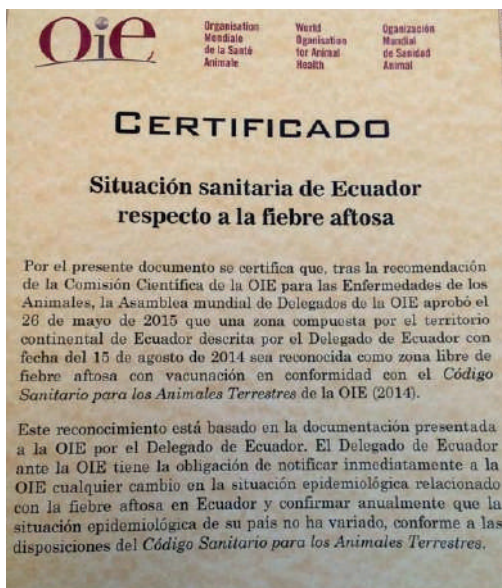 Oie
Organisation
Mondiale
de la Santé
Animale
World
Oganisation
for Animal
Health
Oganización
Mundial
de Sanidad
Animal
CERTIFICADO
Situación sanitaria de Ecuador
respecto a la fiebre aftosa
Por el presente documento se certifica que, tras la recomendación
de la Comisión Científica de la OIE para las Enfermedades de los
Animales, la Asamblea mundial de Delegados de la OIE aprobó el
26 de mayo de 2015 que una zona compuesta por el territorio
continental de Ecuador descrita por el Delegado de Ecuador con
fecha del 15 de agosto de 2014 sea reconocida como zona libre de
fiebre aftosa con vacunación en conformidad con el Código
Sanitario para los Animales Terrestres de la OIE (2014).
Este reconocimiento está basado en la documentación presentada
a la OIE por el Delegado de Ecuador. El Delegado de Ecuador
ante la OIE tiene la obligación de notificar inmediatamente a la
OIE cualquier cambio en la situación epidemiológica relacionado
con la fiebre aftosa en Ecuador y confirmar anualmente que la
situación epidemiológica de su país no ha variado, conforme a las
disposiciones del Código Sanitario para los Animales Terrestres.